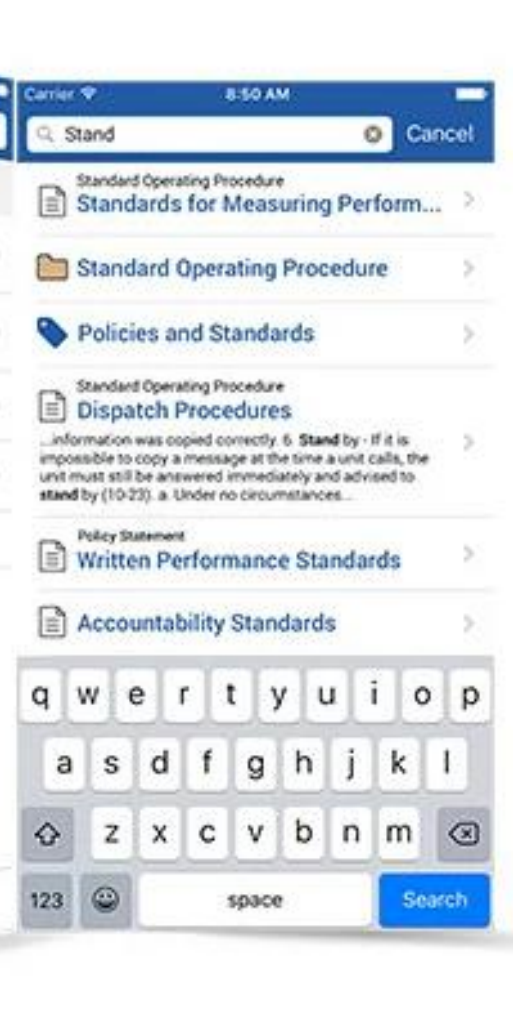 Carrier 8:50 AM
Stand Cancel
Standard Operating Procedure
Standards for Measuring Perform...
Standard Operating Procedure
Policies and Standards
Standard Operating Procedure
Dispatch Procedures
...information was copied correctly. 6. Stand by - If it is
impossible to copy a message at the time a unit calls, the
unit must still be answered immediately and advised to
stand by (10-23). a. Under no circumstances...
Policy Statement
Written Performance Standards
Accountability Standards
q w e r t y u i o p
a s d f g h j k l
z x c v b n m
123 space Search